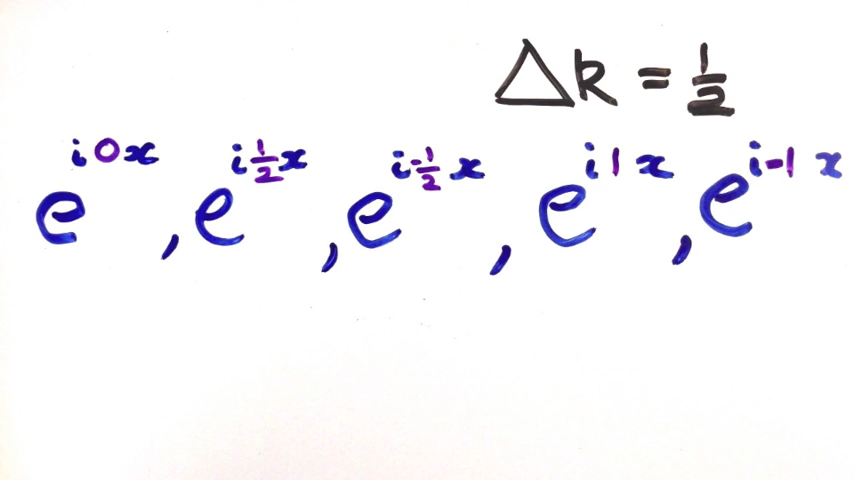 Δk = 1/2
e^{i0x}, e^{i1/2x}, e^{i-1/2x}, e^{i1x}, e^{i-1x}